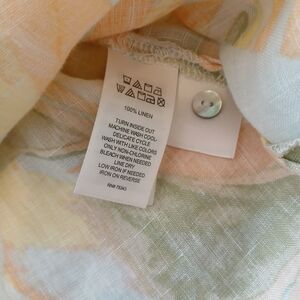 100% LINEN
TURN INSIDE OUT
MACHINE WASH COOL-
DELICATE CYCLE
WASH WITH LIKE COLORS
ONLY NON-CHLORINE
BLEACH WHEN NEEDED
LINE DRY
LOW IRON IF NEEDED
IRON ON REVERSE